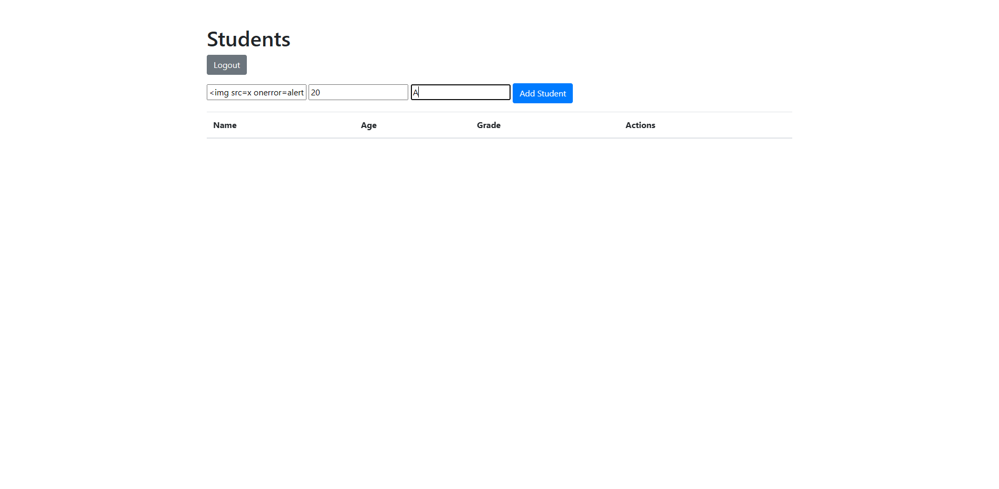 Students
Logout
<img src=x onerror=alert 20 A Add Student
Name Age Grade Actions